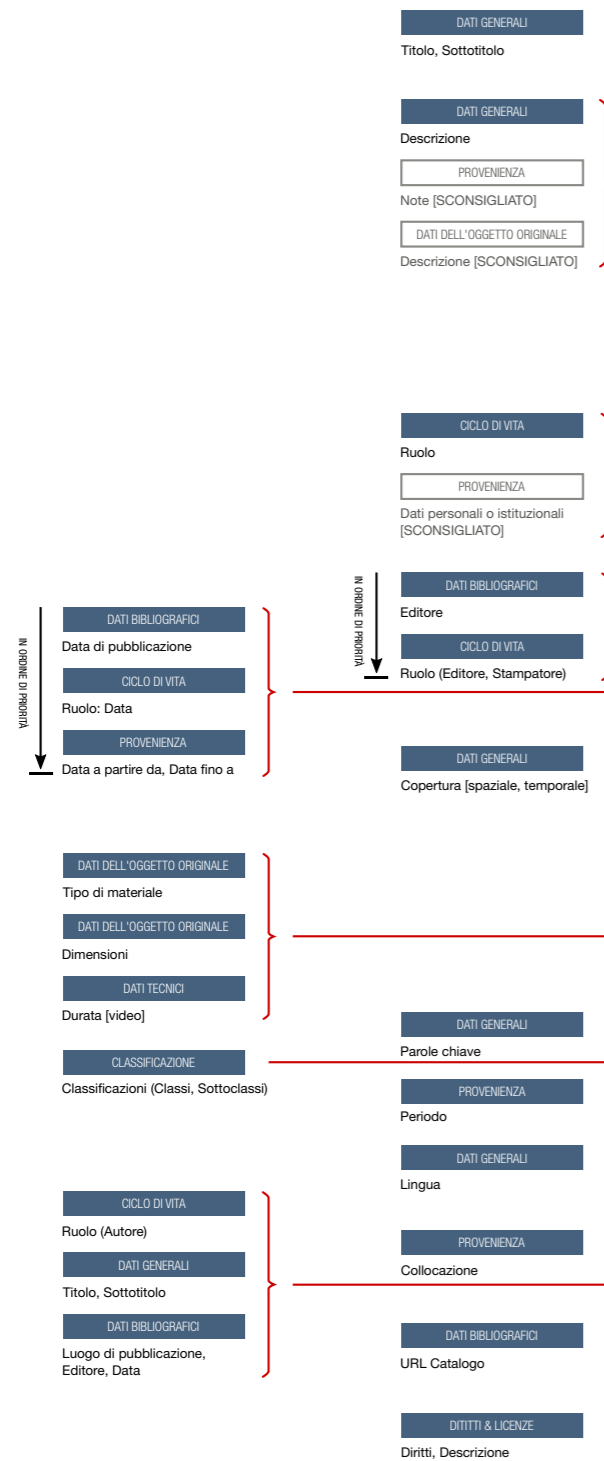 DATI GENERALI
Titolo, Sottotitolo
DATI GENERALI
Descrizione
PROVENIENZA
Note [SCONSIGLIATO]
DATI DELL'OGGETTO ORIGINALE
Descrizione [SCONSIGLIATO]
CICLO DI VITA
Ruolo
PROVENIENZA
Dati personali o istituzionali
[SCONSIGLIATO]
IN ORDINE DI PRIORITÀ
DATI BIBLIOGRAFICI
Editore
CICLO DI VITA
Ruolo (Editore, Stampatore)
IN ORDINE DI PRIORITÀ
DATI BIBLIOGRAFICI
Data di pubblicazione
CICLO DI VITA
Ruolo: Data
PROVENIENZA
Data a partire da, Data fino a
DATI GENERALI
Copertura [spaziale, temporale]
DATI DELL'OGGETTO ORIGINALE
Tipo di materiale
DATI DELL'OGGETTO ORIGINALE
Dimensioni
DATI TECNICI
Durata [video]
DATI GENERALI
Parole chiave
CLASSIFICAZIONE
Classificazioni (Classi, Sottoclassi)
PROVENIENZA
Periodo
DATI GENERALI
Lingua
CICLO DI VITA
Ruolo (Autore)
DATI GENERALI
Titolo, Sottotitolo
DATI BIBLIOGRAFICI
Luogo di pubblicazione,
Editore, Data
PROVENIENZA
Collocazione
DATI BIBLIOGRAFICI
URL Catalogo
DITITTI & LICENZE
Diritti, Descrizione